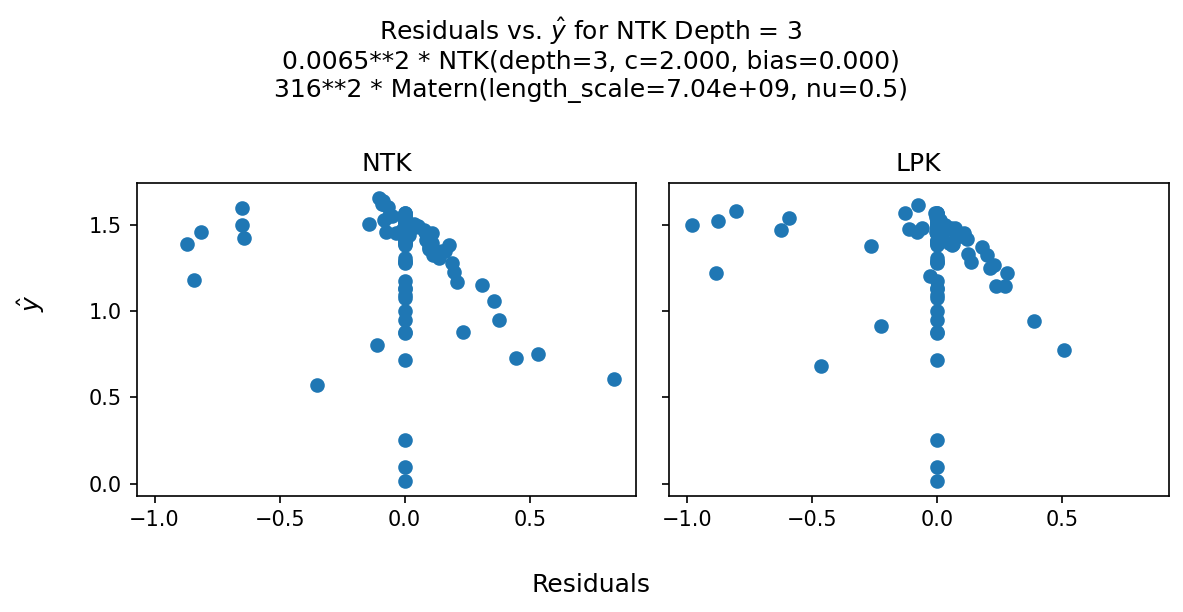 Residuals vs. ŷ for NTK Depth = 3
0.0065**2 * NTK(depth=3, c=2.000, bias=0.000)
316**2 * Matern(length_scale=7.04e+09, nu=0.5)
NTK
LPK
1.5
1.0
0.5
0.0
ŷ
−1.0 −0.5 0.0 0.5
−1.0 −0.5 0.0 0.5
Residuals